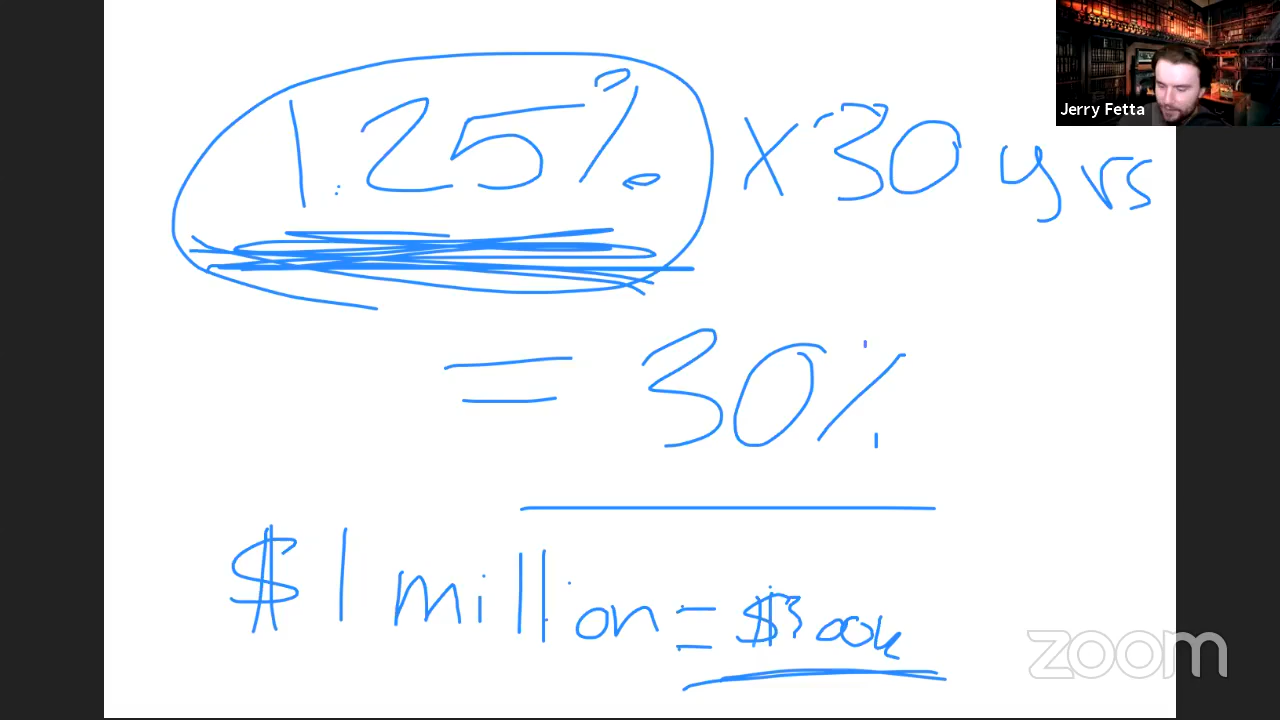 1.25% x 30 yrs
Jerry Fetta
= 30%
$1 million = $300k
zoom